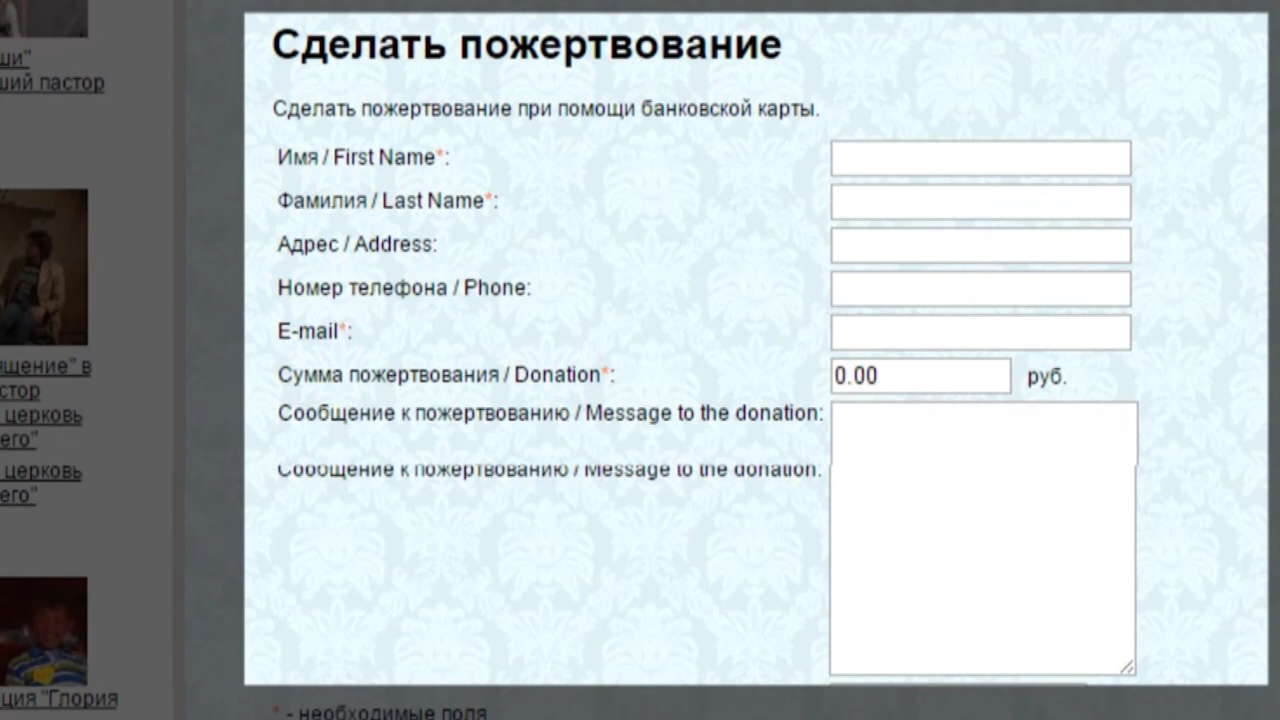 Сделать пожертвование
Сделать пожертвование при помощи банковской карты.
Имя / First Name*:
Фамилия / Last Name*:
Адрес / Address:
Номер телефона / Phone:
E-mail*:
Сумма пожертвования / Donation*: 0.00 руб.
Сообщение к пожертвованию / Message to the donation:
Сообщение к пожертвованию / Message to the donation:
* - необходимые поля
ши"
ший пастор
ящение" в
стор
церковь
его"
церковь
его"
ция "Глория